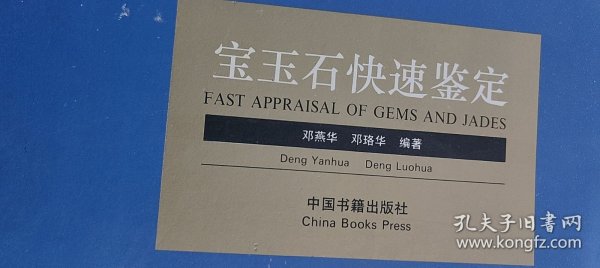 宝玉石快速鉴定
FAST APPRAISAL OF GEMS AND JADES
邓燕华 邓珞华 编著
Deng Yanhua Deng Luohua
中国书籍出版社
China Books Press
孔夫子旧书网
www.kongfz.com